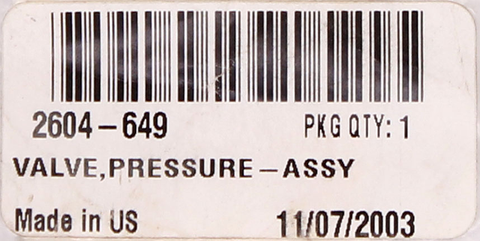 2604-649 PKG QTY: 1
VALVE,PRESSURE-ASSY
Made in US 11/07/2003